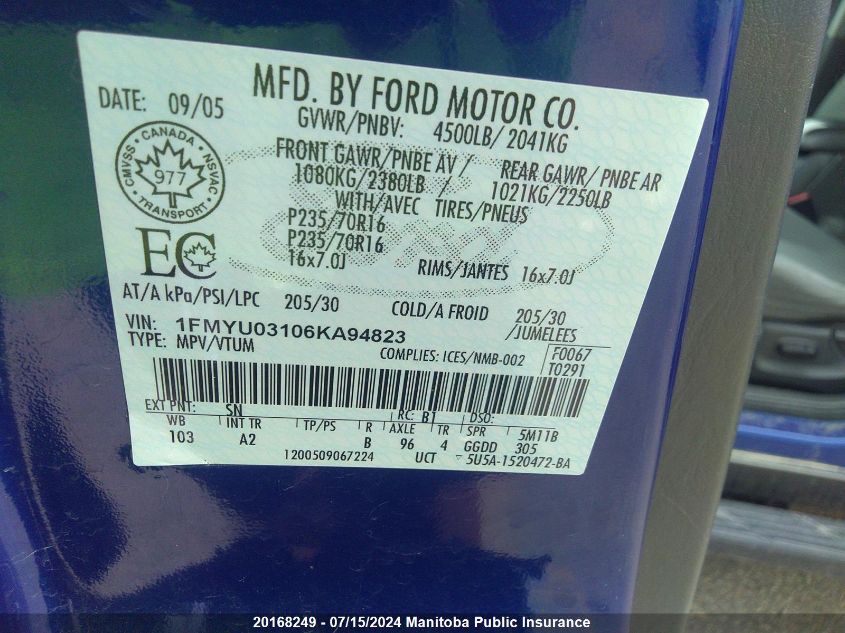 MFD. BY FORD MOTOR CO.
DATE: 09/05
GVWR/PNBV: 4500LB/ 2041KG
CMVSS CANADA NSVAC
977
TRANSPORT
FRONT GAWR/PNBE AV / REAR GAWR/ PNBE AR
1080KG/2380LB / 1021KG/2250LB
WITH/AVEC TIRES/PNEUS
P235/70R16
P235/70R16
16x7.0J RIMS/JANTES 16x7.0J
EC
AT/A kPa/PSI/LPC 205/30 COLD/A FROID 205/30
/JUMELEES
VIN: 1FMYU03106KA94823
TYPE: MPV/VTUM COMPLIES: ICES/NMB-002
F0067
T0291
EXT PNT: SN RC: B1 DSO:
WB INT TR TP/PS R AXLE TR SPR 5M11B
103 A2 B 96 4 GGDD 305
1200509067224 UCT 5U5A-1520472-BA
20168249 - 07/15/2024 Manitoba Public Insurance